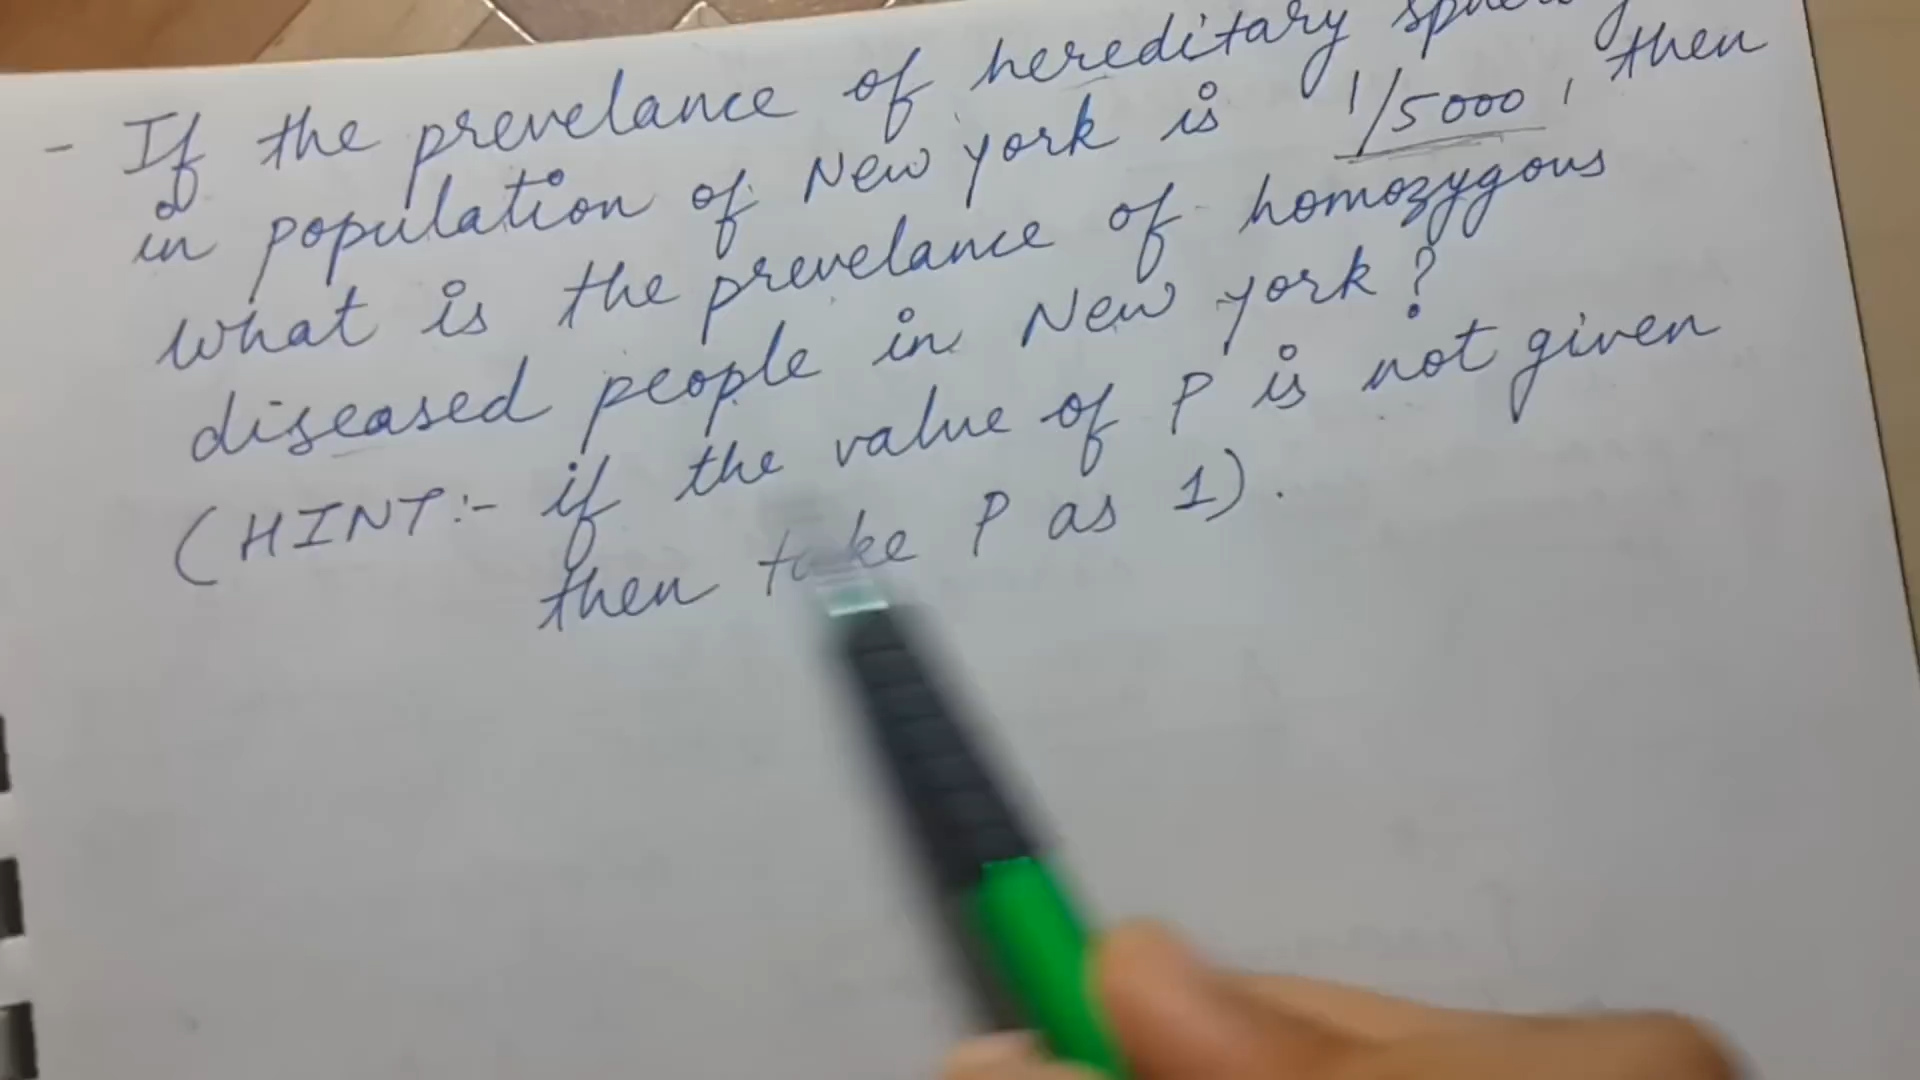 - If the prevelance of hereditary
in population of New york is 1/5000, then
what is the prevelance of homozygous
diseased people in New york?
(HINT:- if the value of P is not given
then take P as 1).